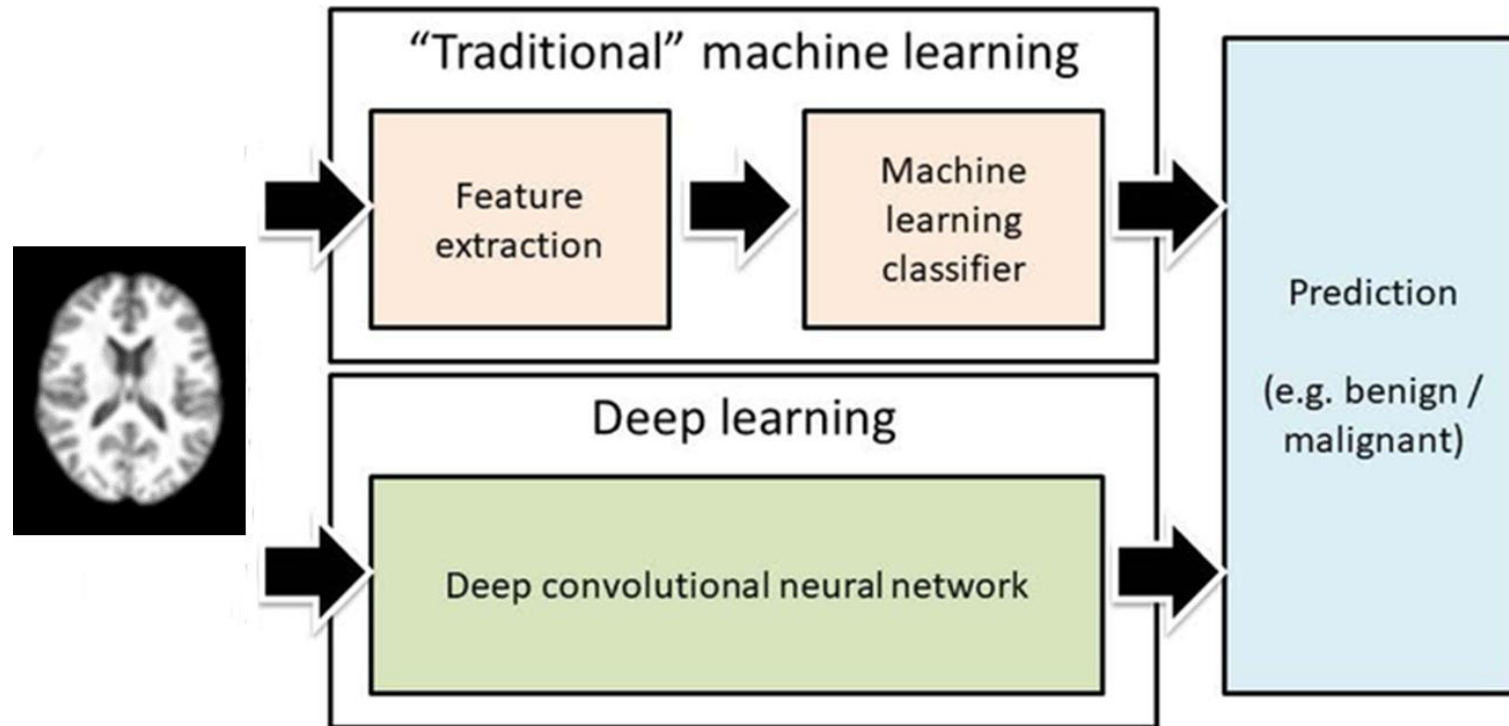 “Traditional” machine learning
Feature
extraction
Machine
learning
classifier
Deep learning
Deep convolutional neural network
Prediction
(e.g. benign /
malignant)